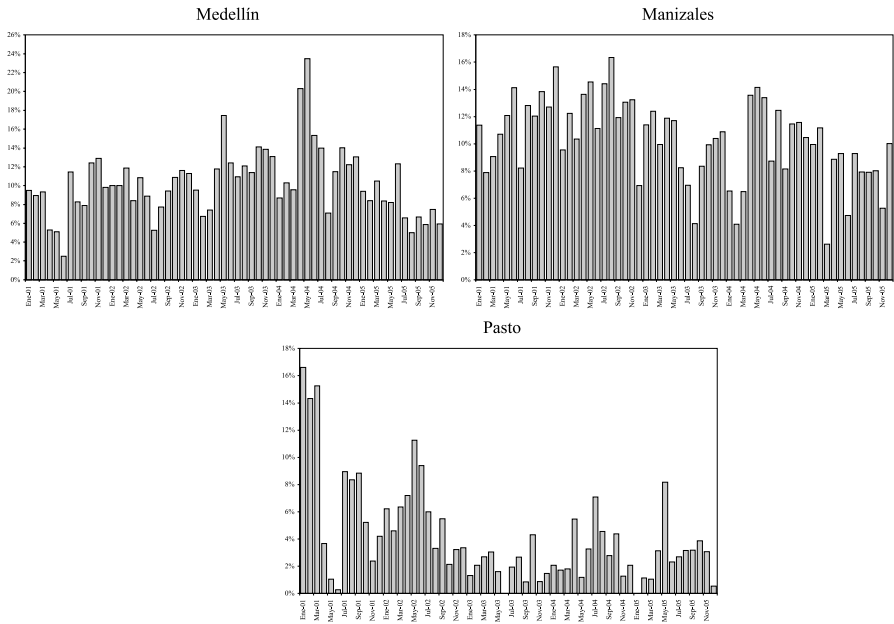 Medellín
26%
24%
22%
20%
18%
16%
14%
12%
10%
8%
6%
4%
2%
0%
Ene-01
Mar-01
May-01
Jul-01
Sep-01
Nov-01
Ene-02
Mar-02
May-02
Jul-02
Sep-02
Nov-02
Ene-03
Mar-03
May-03
Jul-03
Sep-03
Nov-03
Ene-04
Mar-04
May-04
Jul-04
Sep-04
Nov-04
Ene-05
Mar-05
May-05
Jul-05
Sep-05
Nov-05
Manizales
18%
16%
14%
12%
10%
8%
6%
4%
2%
0%
Ene-01
Mar-01
May-01
Jul-01
Sep-01
Nov-01
Ene-02
Mar-02
May-02
Jul-02
Sep-02
Nov-02
Ene-03
Mar-03
May-03
Jul-03
Sep-03
Nov-03
Ene-04
Mar-04
May-04
Jul-04
Sep-04
Nov-04
Ene-05
Mar-05
May-05
Jul-05
Sep-05
Nov-05
Pasto
18%
16%
14%
12%
10%
8%
6%
4%
2%
0%
Ene-01
Mar-01
May-01
Jul-01
Sep-01
Nov-01
Ene-02
Mar-02
May-02
Jul-02
Sep-02
Nov-02
Ene-03
Mar-03
May-03
Jul-03
Sep-03
Nov-03
Ene-04
Mar-04
May-04
Jul-04
Sep-04
Nov-04
Ene-05
Mar-05
May-05
Jul-05
Sep-05
Nov-05